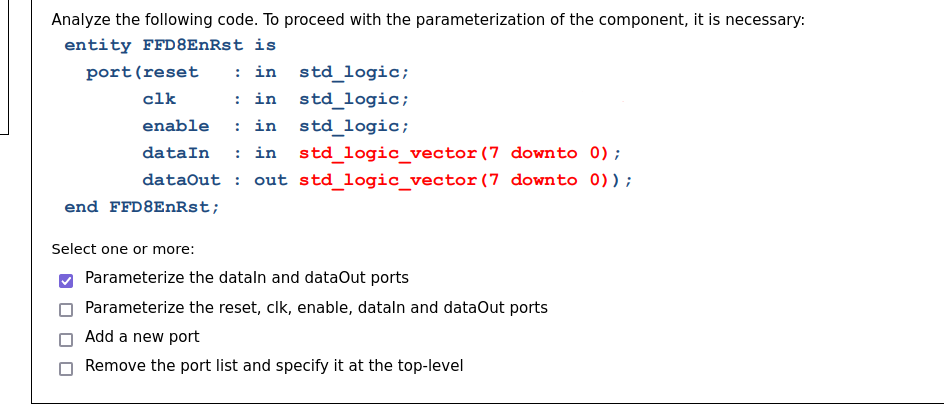 Analyze the following code. To proceed with the parameterization of the component, it is necessary:
entity FFD8EnRst is
port(reset : in std_logic;
clk : in std_logic;
enable : in std_logic;
dataIn : in std_logic_vector(7 downto 0);
dataOut : out std_logic_vector(7 downto 0));
end FFD8EnRst;
Select one or more:
Parameterize the dataIn and dataOut ports
Parameterize the reset, clk, enable, dataIn and dataOut ports
Add a new port
Remove the port list and specify it at the top-level